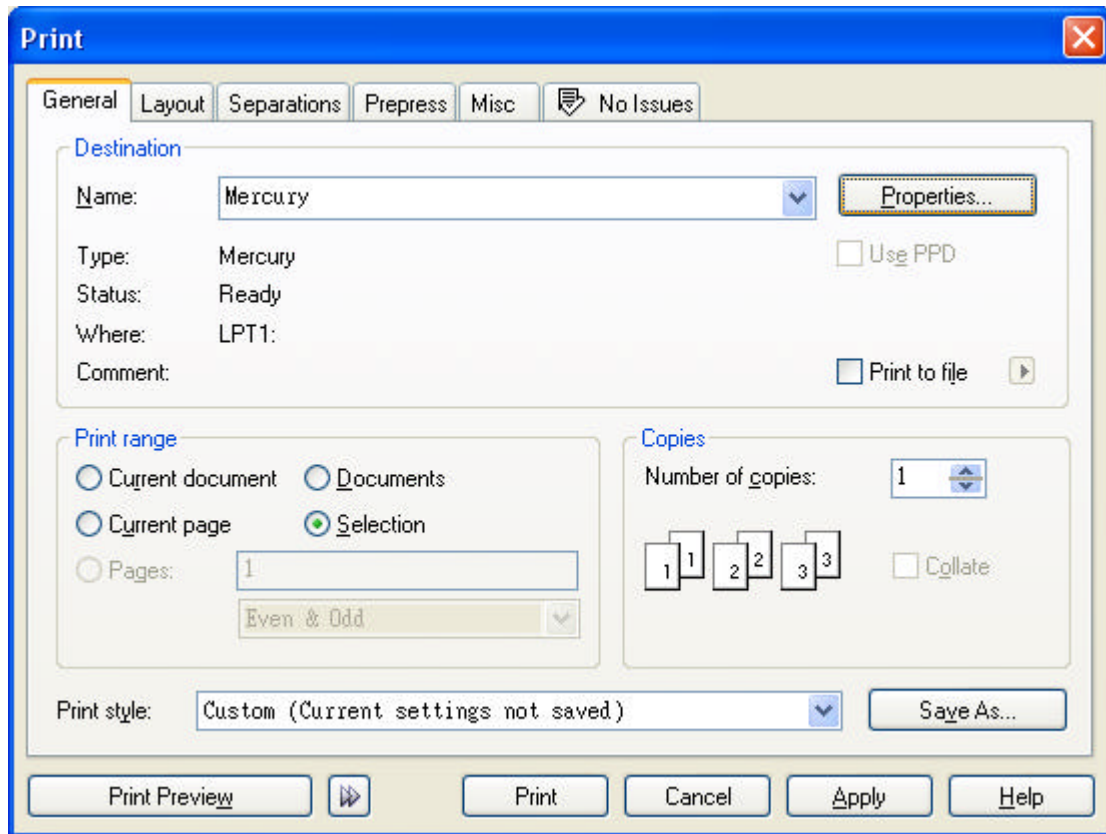 Print
General Layout Separations Prepress Misc No Issues
Destination
Name: Mercury Properties...
Type: Mercury Use PPD
Status: Ready
Where: LPT1:
Comment: Print to file
Print range
Current document Documents
Current page Selection
Pages: 1
Even & Odd
Copies
Number of copies: 1
1 1 2 2 3 3 Collate
Print style: Custom (Current settings not saved) Save As...
Print Preview Print Cancel Apply Help